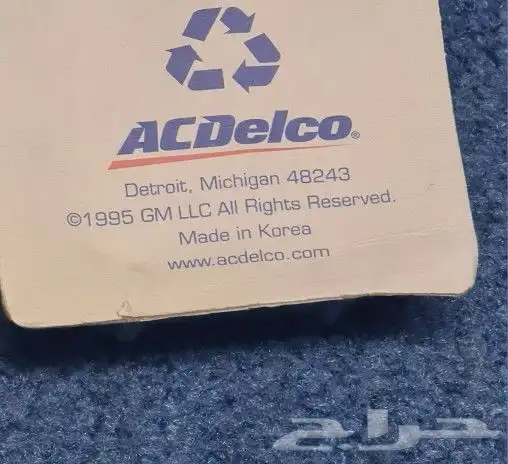 ACDelco®
Detroit, Michigan 48243
©1995 GM LLC All Rights Reserved.
Made in Korea
www.acdelco.com
حراج